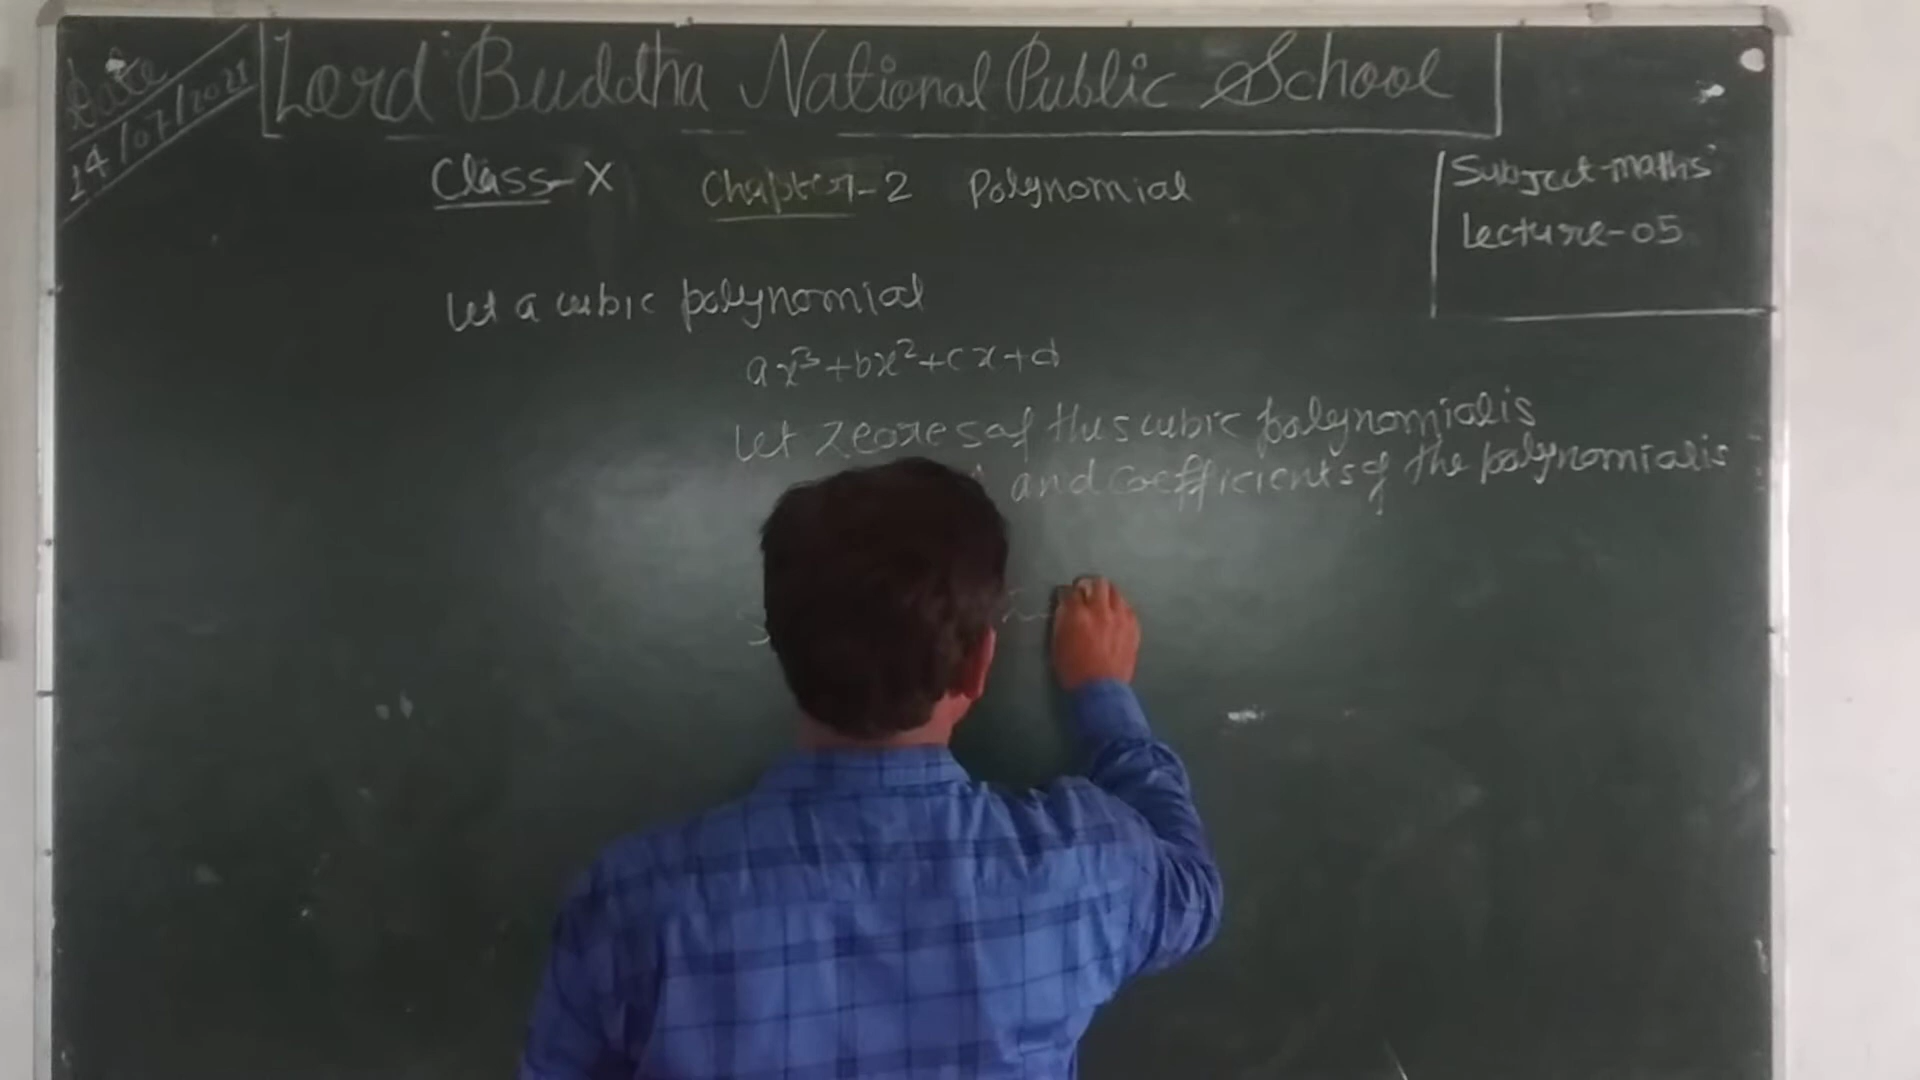 Date
14/07/2021
Lord Buddha National Public School
Class-X Chapter-2 Polynomial
Subject-maths
Lecture-05
Let a cubic polynomial
ax³+bx²+cx+d
Let zeores of this cubic polynomial is
and coefficients of the polynomial is